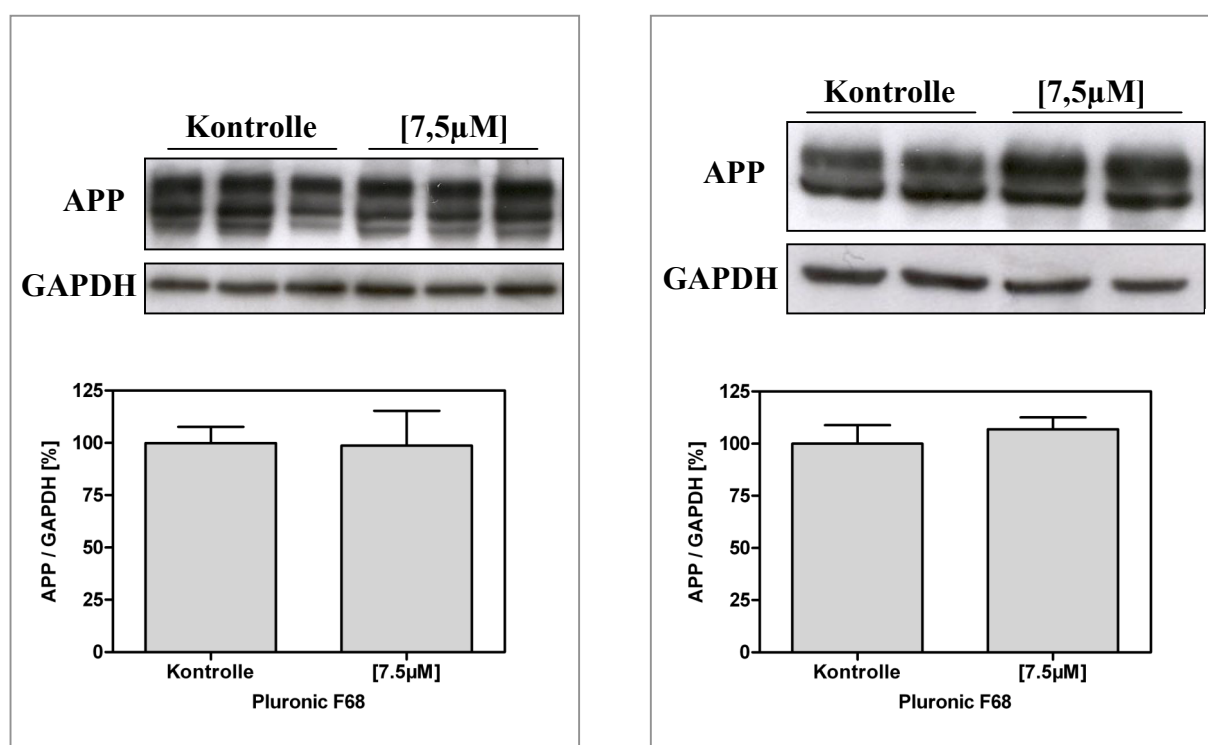 Kontrolle [7,5µM]
APP
GAPDH
125
100
75
50
25
0
APP / GAPDH [%]
Kontrolle [7.5µM]
Pluronic F68
Kontrolle [7,5µM]
APP
GAPDH
125
100
75
50
25
0
APP / GAPDH [%]
Kontrolle [7.5µM]
Pluronic F68